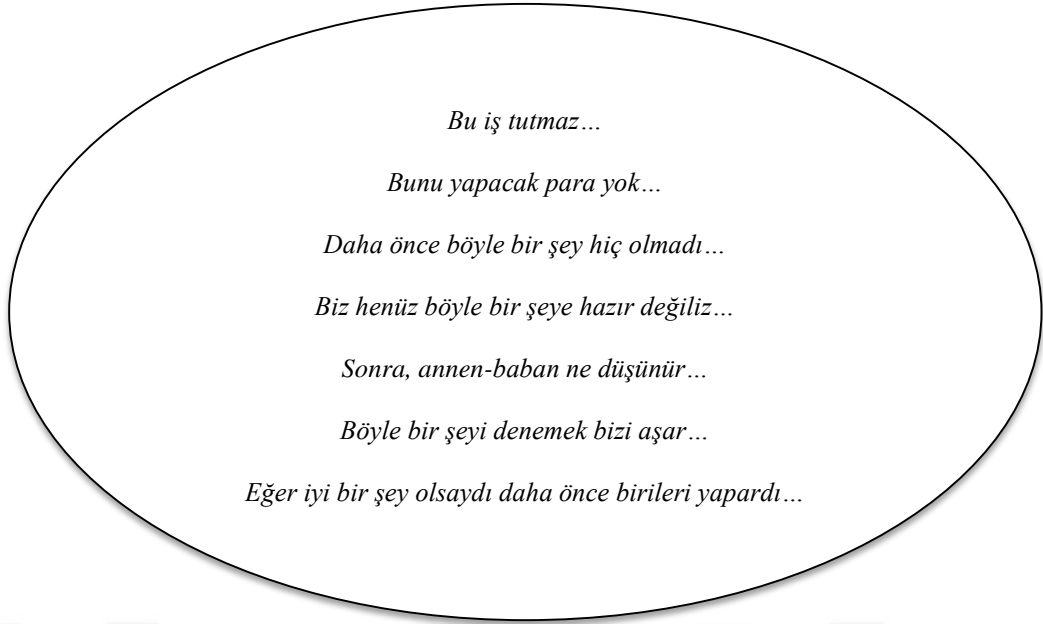 Bu iş tutmaz…
Bunu yapacak para yok…
Daha önce böyle bir şey hiç olmadı…
Biz henüz böyle bir şeye hazır değiliz…
Sonra, annen-baban ne düşünür…
Böyle bir şeyi denemek bizi aşar…
Eğer iyi bir şey olsaydı daha önce birileri yapardı…